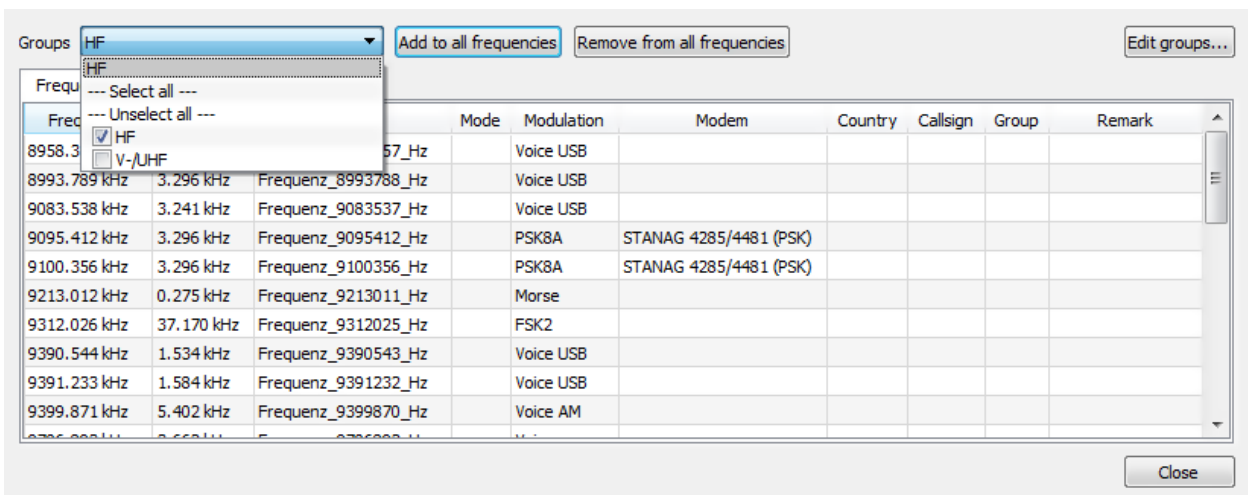 Groups HF Add to all frequencies Remove from all frequencies Edit groups...
HF
Frequ --- Select all ---
--- Unselect all ---
Freq Mode Modulation Modem Country Callsign Group Remark
HF
8958.3 57_Hz Voice USB
V-/UHF
8993.789 kHz 3.296 kHz Frequenz_8993788_Hz Voice USB
9083.538 kHz 3.241 kHz Frequenz_9083537_Hz Voice USB
9095.412 kHz 3.296 kHz Frequenz_9095412_Hz PSK8A STANAG 4285/4481 (PSK)
9100.356 kHz 3.296 kHz Frequenz_9100356_Hz PSK8A STANAG 4285/4481 (PSK)
9213.012 kHz 0.275 kHz Frequenz_9213011_Hz Morse
9312.026 kHz 37.170 kHz Frequenz_9312025_Hz FSK2
9390.544 kHz 1.534 kHz Frequenz_9390543_Hz Voice USB
9391.233 kHz 1.584 kHz Frequenz_9391232_Hz Voice USB
9399.871 kHz 5.402 kHz Frequenz_9399870_Hz Voice AM
Close